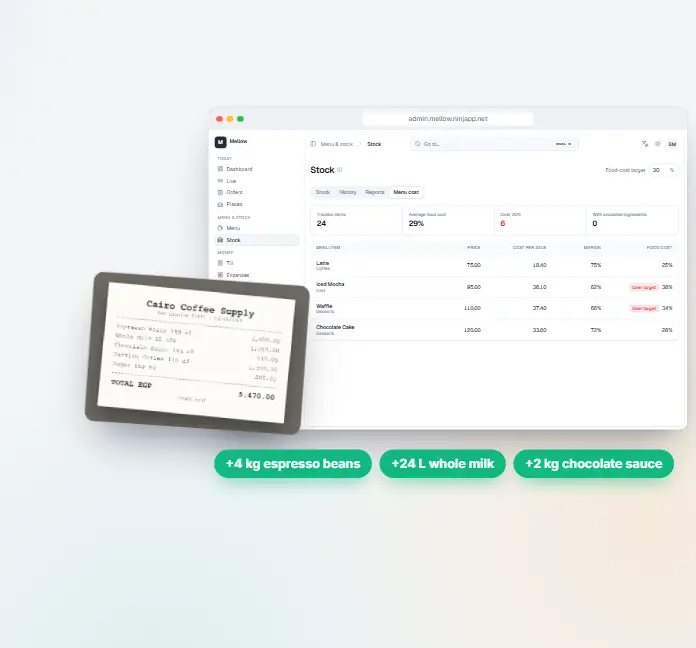 admin.mellow.ninjapp.net
M Mellow
Menu & stock Stock
Go to...
SM
TODAY
Dashboard
Live
Orders
Places
MENU & STOCK
Menu
Stock
MONEY
Till
Expenses
Stock
Food-cost target 30 %
Stock History Reports Menu cost
Tracked items
24
Average food cost
29%
Over 30%
6
With uncosted ingredients
0
MENU ITEM PRICE COST PER SALE MARGIN FOOD COST
Latte 75.00 18.40 75% 25%
Coffee
Iced Mocha 95.00 36.10 62% Over target 38%
Iced
Waffle 110.00 37.40 66% Over target 34%
Desserts
Chocolate Cake 120.00 33.60 72% 28%
Desserts
Cairo Coffee Supply
TOTAL EGP 5,470.00
+4 kg espresso beans
+24 L whole milk
+2 kg chocolate sauce